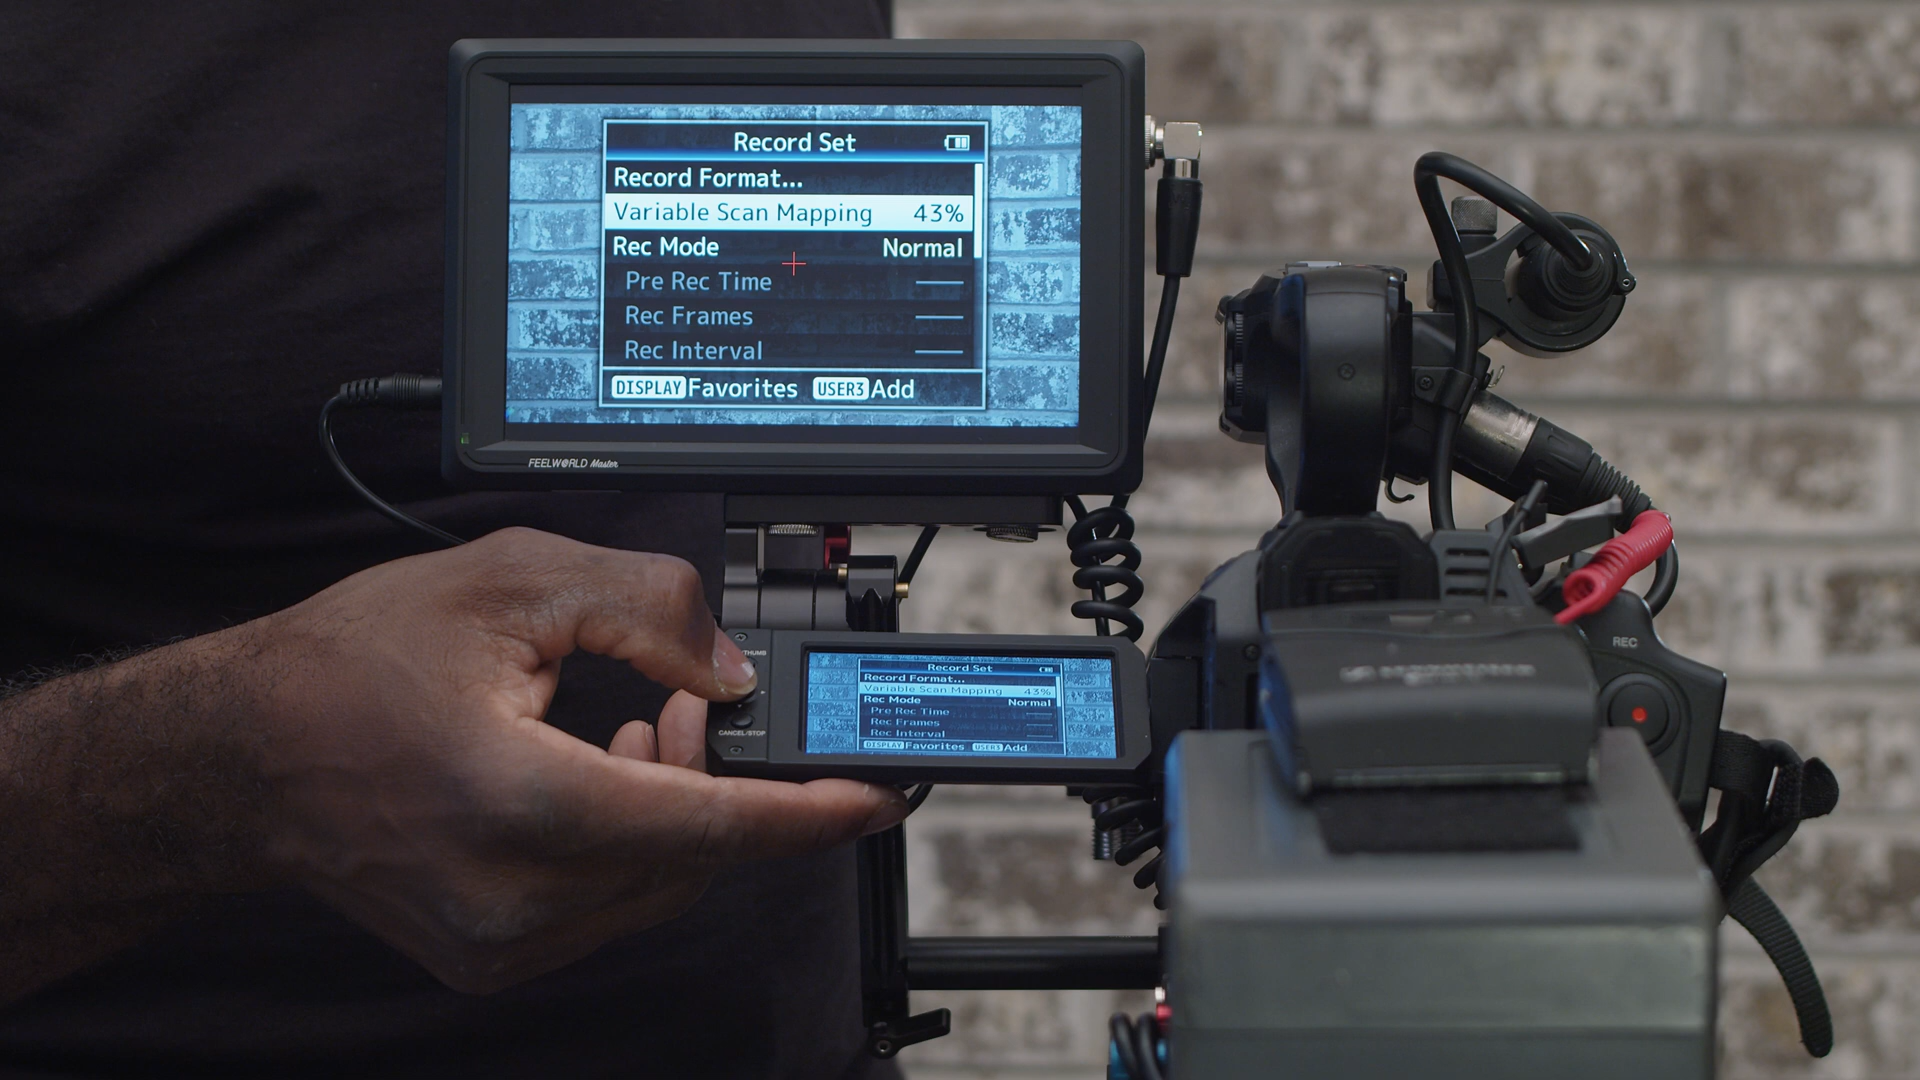 Record Set
Record Format...
Variable Scan Mapping 43%
Rec Mode Normal
Pre Rec Time
Rec Frames
Rec Interval
DISPLAY Favorites USER3 Add
FEELWORLD Master
THUMB
CANCEL/STOP
Record Set
Record Format...
Variable Scan Mapping 43%
Rec Mode Normal
Pre Rec Time
Rec Frames
Rec Interval
DISPLAY Favorites USER3 Add
REC